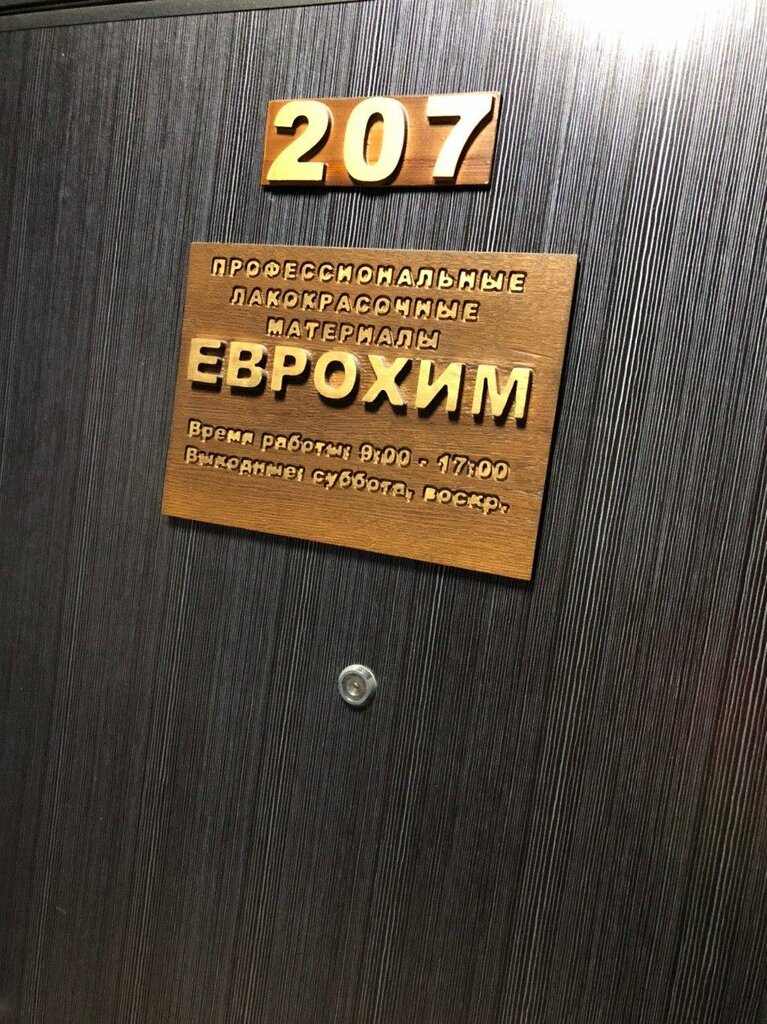 207
ПРОФЕССИОНАЛЬНЫЕ
ЛАКОКРАСОЧНЫЕ
МАТЕРИАЛЫ
ЕВРОХИМ
Время работы: 9:00 - 17:00
Выходные: суббота, воскр.